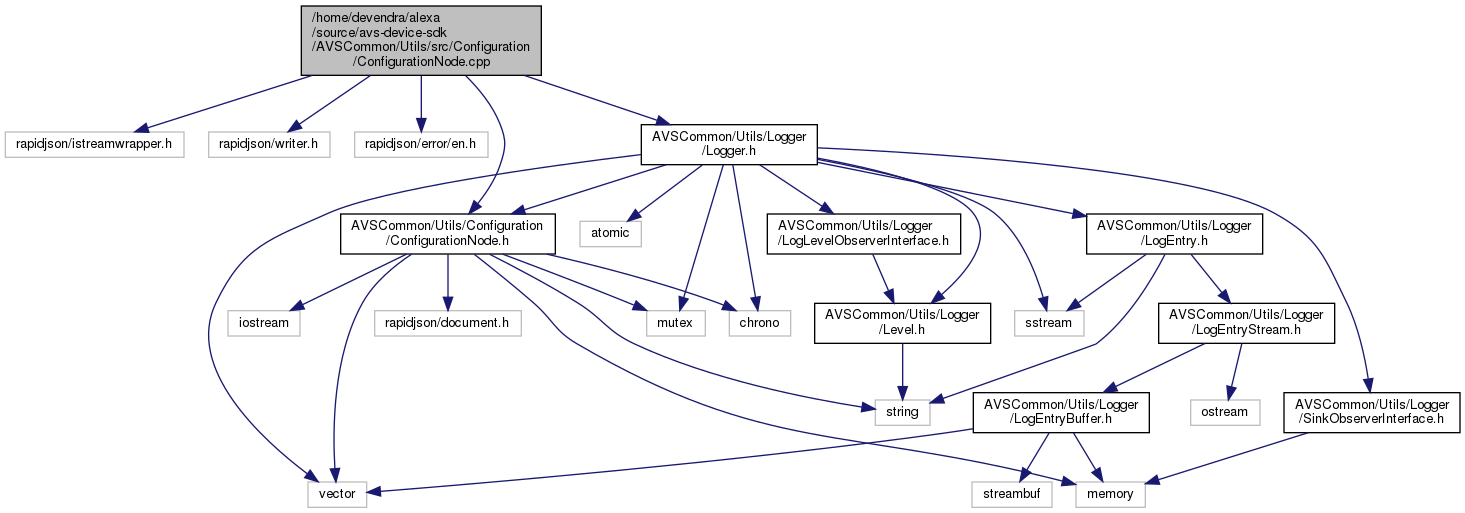 /home/devendra/alexa
/source/avs-device-sdk
/AVSCommon/Utils/src/Configuration
/ConfigurationNode.cpp
rapidjson/istreamwrapper.h
rapidjson/writer.h
rapidjson/error/en.h
AVSCommon/Utils/Logger
/Logger.h
AVSCommon/Utils/Configuration
/ConfigurationNode.h
atomic
AVSCommon/Utils/Logger
/LogLevelObserverInterface.h
AVSCommon/Utils/Logger
/LogEntry.h
iostream
rapidjson/document.h
mutex
chrono
AVSCommon/Utils/Logger
/Level.h
sstream
AVSCommon/Utils/Logger
/LogEntryStream.h
string
AVSCommon/Utils/Logger
/LogEntryBuffer.h
ostream
AVSCommon/Utils/Logger
/SinkObserverInterface.h
vector
streambuf
memory